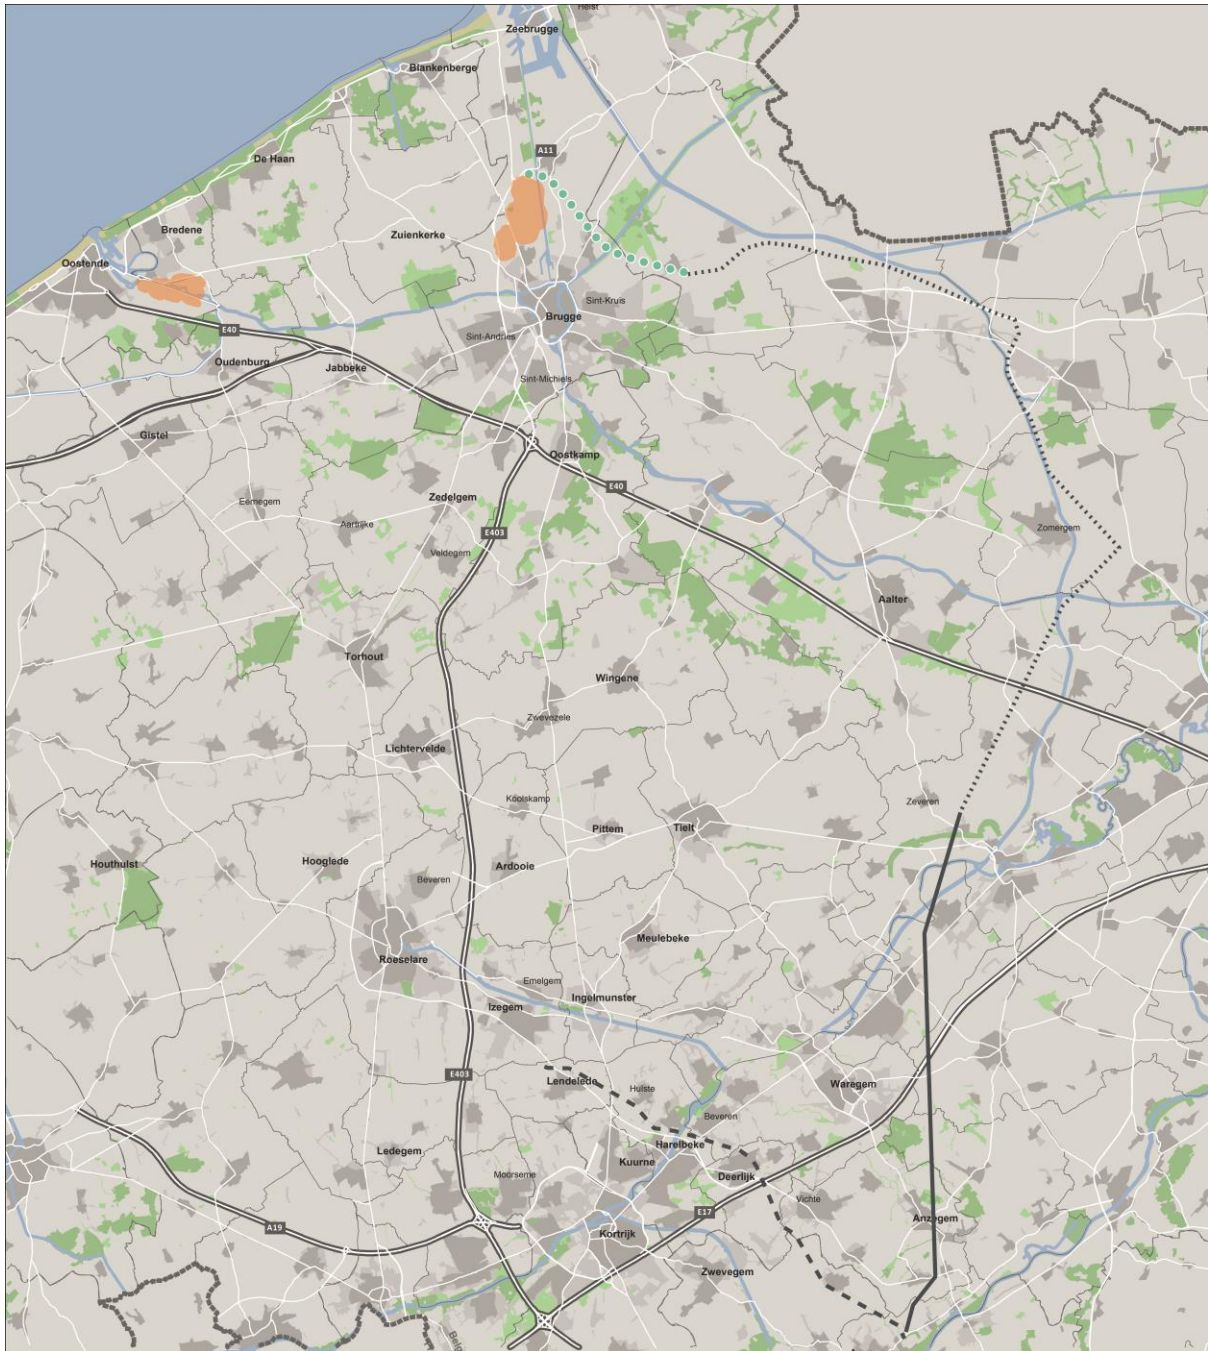 Heist
Zeebrugge
Blankenberge
A11
De Haan
Bredene
Zuienkerke
Oostende
Sint-Kruis
Brugge
E40
Sint-Andries
Oudenburg
Jabbeke
Sint-Michiels
Gistel
Oostkamp
E40
Zedelgem
Eernegem
Aartrijke
E403
Zomergem
Veldegem
Aalter
Torhout
Wingene
Zwevezele
Lichtervelde
Koolskamp
Zeveren
Pittem
Tielt
Houthulst
Hooglede
Ardooie
Beveren
Meulebeke
Roeselare
Emelgem
Ingelmunster
Izegem
E403
Lendelede
Hulste
Waregem
Beveren
Harelbeke
Ledegem
Kuurne
Moorsele
Deerlijk
Vichte
E17
Anzegem
A19
Kortrijk
Zwevegem